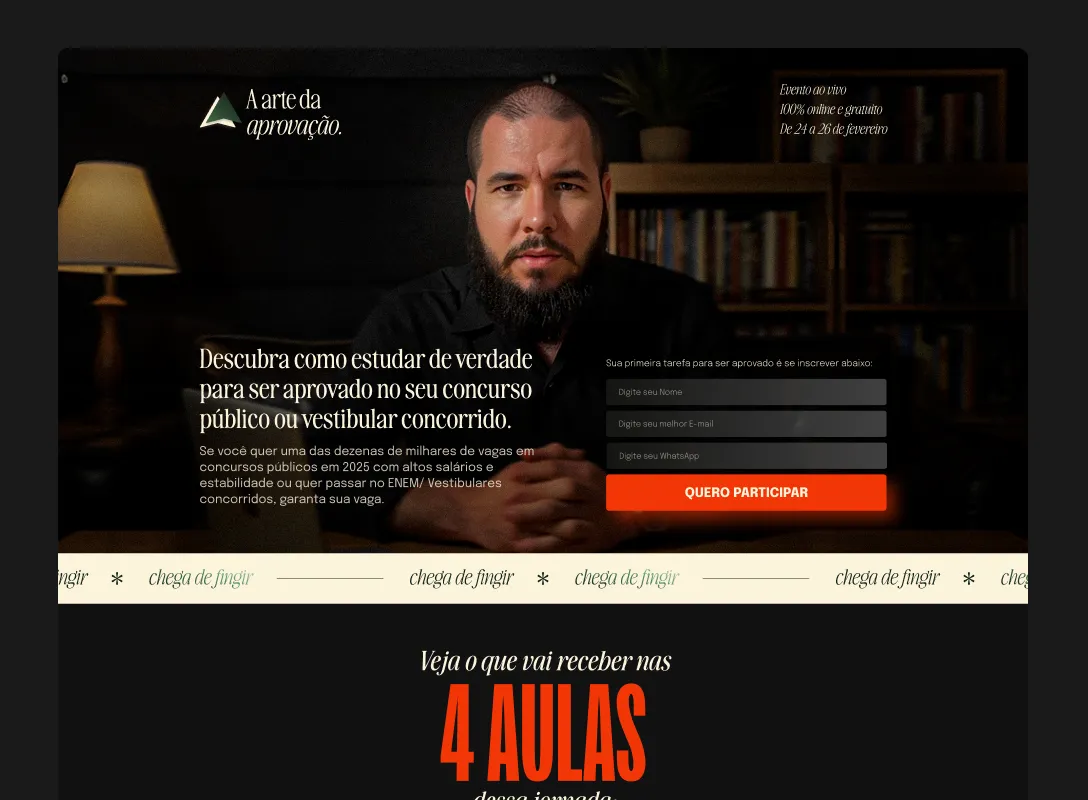 A arte da
aprovação.
Evento ao vivo
100% online e gratuito
De 24 a 26 de fevereiro
Descubra como estudar de verdade
para ser aprovado no seu concurso
público ou vestibular concorrido.
Se você quer uma das dezenas de milhares de vagas em
concursos públicos em 2025 com altos salários e
estabilidade ou quer passar no ENEM/ Vestibulares
concorridos, garanta sua vaga.
Sua primeira tarefa para ser aprovado é se inscrever abaixo:
Digite seu Nome
Digite seu melhor E-mail
Digite seu WhatsApp
QUERO PARTICIPAR
ingir * chega de fingir chega de fingir * chega de fingir chega de fingir * cheg
Veja o que vai receber nas
4 AULAS
dessa jornada: